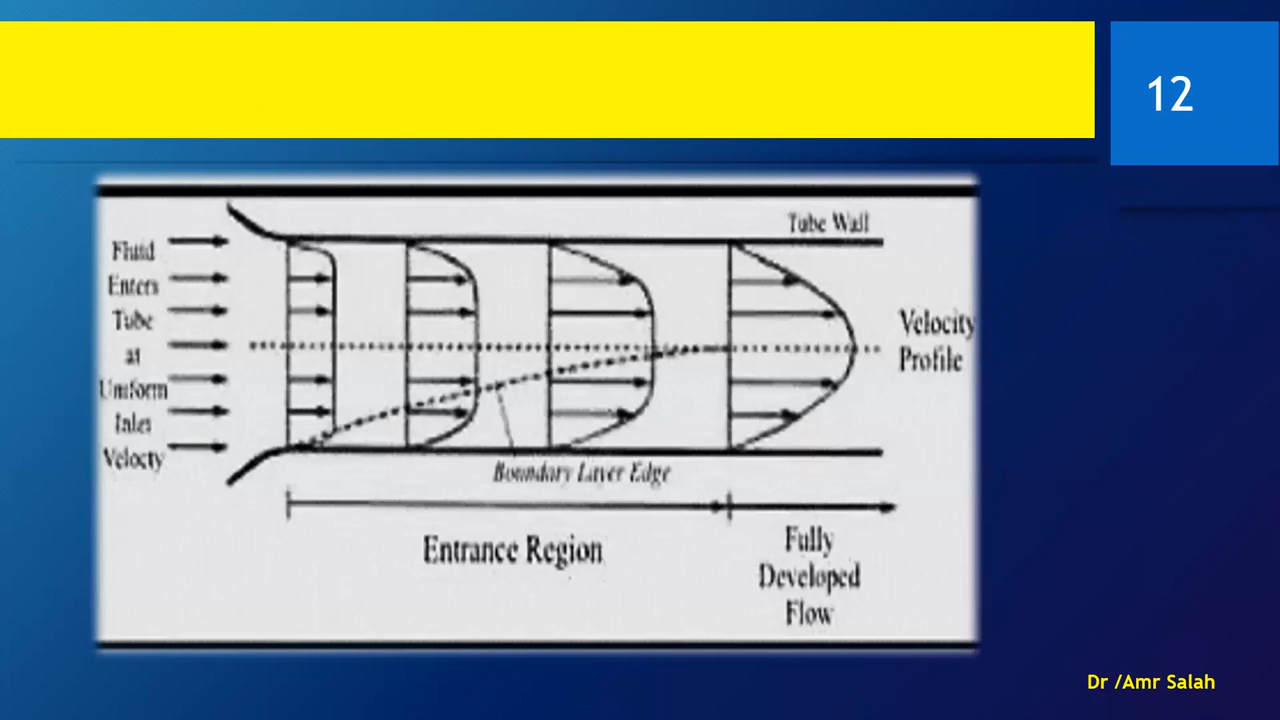 12
Tube Wall
Fluid
Enters
Tube
at
Uniform
Inlet
Velocty
Velocity
Profile
Boundary Layer Edge
Entrance Region
Fully
Developed
Flow
Dr /Amr Salah